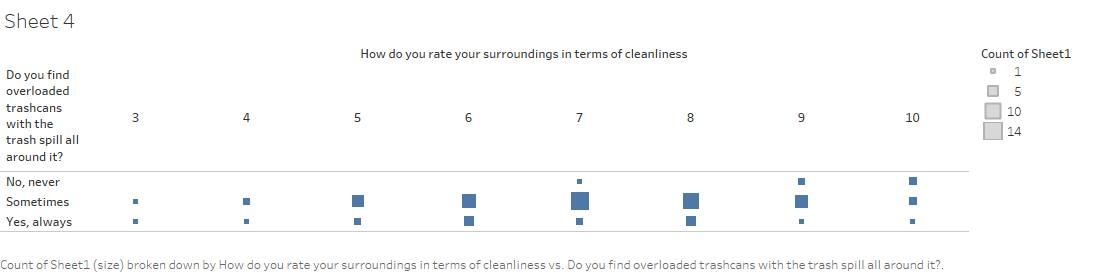 Sheet 4
How do you rate your surroundings in terms of cleanliness
Do you find
overloaded
trashcans
with the
trash spill all
around it?
3 4 5 6 7 8 9 10
No, never
Sometimes
Yes, always
Count of Sheet1
1
5
10
14
Count of Sheet1 (size) broken down by How do you rate your surroundings in terms of cleanliness vs. Do you find overloaded trashcans with the trash spill all around it?.